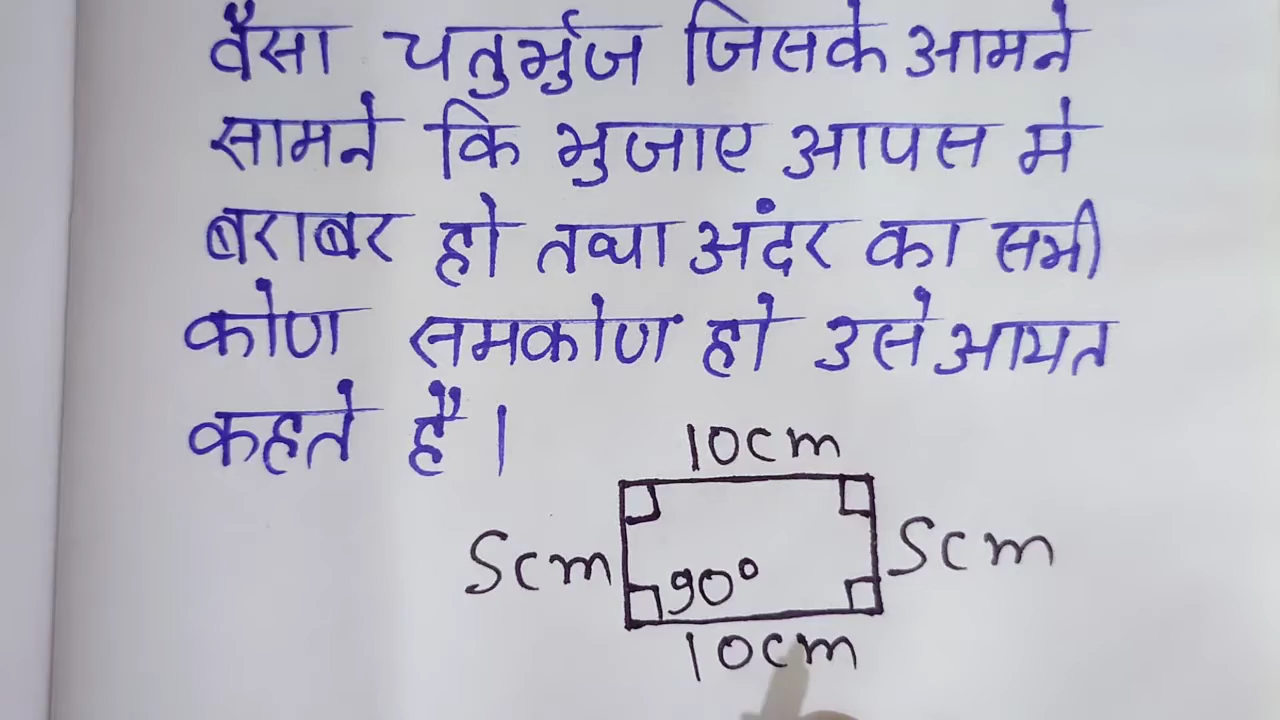 वैसा चतुर्भुज जिसके आमने
सामने कि भुजाए आपस मे
बराबर हो तथा अंदर का सभी
कोण समकोण हो उसे आयत
कहते है।
10cm
5cm
5cm
90°
10cm